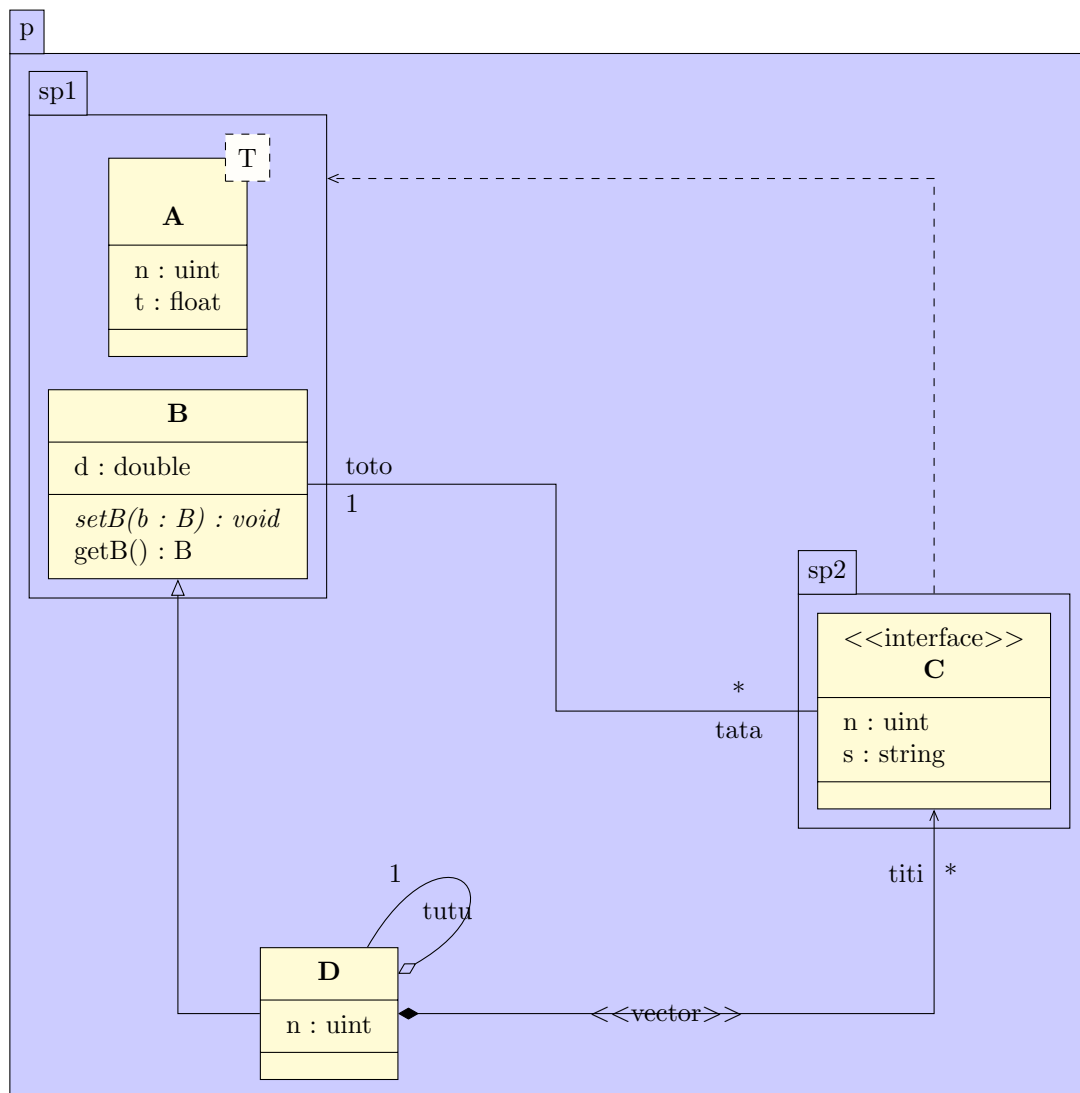 p
sp1
T
A
n : uint
t : float
B
d : double
setB(b : B) : void
getB() : B
toto
1
sp2
<<interface>>
C
n : uint
s : string
*
tata
titi *
1
tutu
D
n : uint
<<vector>>